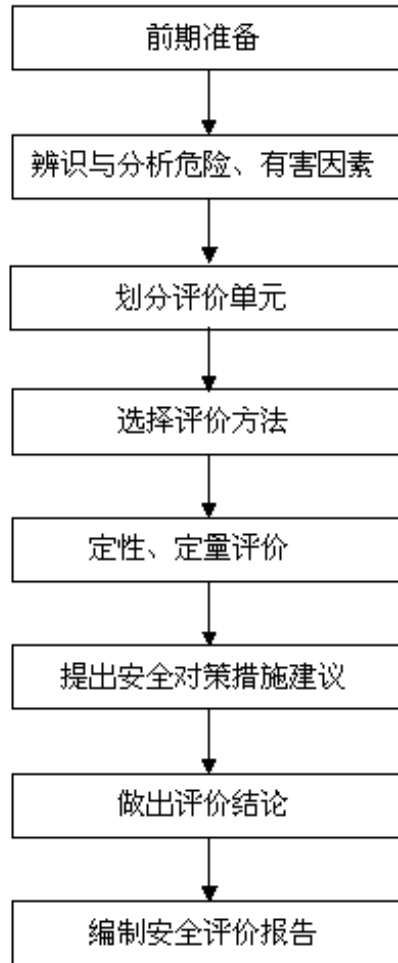 前期准备
辨识与分析危险、有害因素
划分评价单元
选择评价方法
定性、定量评价
提出安全对策措施建议
做出评价结论
编制安全评价报告